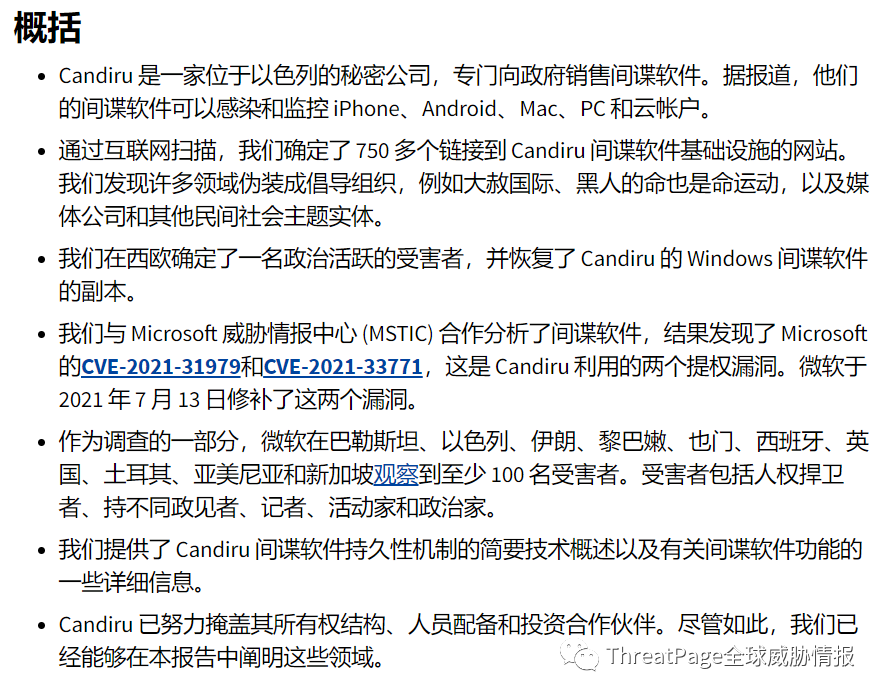 概括
• Candiru 是一家位于以色列的秘密公司，专门向政府销售间谍软件。据报道，他们
的间谍软件可以感染和监控 iPhone、Android、Mac、PC 和云帐户。
• 通过互联网扫描，我们确定了 750 多个链接到 Candiru 间谍软件基础设施的网站。
我们发现许多领域伪装成倡导组织，例如大赦国际、黑人的命也是命运动，以及媒
体公司和其他民间社会主题实体。
• 我们在西欧确定了一名政治活跃的受害者，并恢复了 Candiru 的 Windows 间谍软件
的副本。
• 我们与 Microsoft 威胁情报中心 (MSTIC) 合作分析了间谍软件，结果发现了 Microsoft
的CVE-2021-31979和CVE-2021-33771，这是 Candiru 利用的两个提权漏洞。微软于
2021 年 7 月 13 日修补了这两个漏洞。
• 作为调查的一部分，微软在巴勒斯坦、以色列、伊朗、黎巴嫩、也门、西班牙、英
国、土耳其、亚美尼亚和新加坡观察到至少 100 名受害者。受害者包括人权捍卫
者、持不同政见者、记者、活动家和政治家。
• 我们提供了 Candiru 间谍软件持久性机制的简要技术概述以及有关间谍软件功能的
一些详细信息。
• Candiru 已努力掩盖其所有权结构、人员配备和投资合作伙伴。尽管如此，我们已
经能够在本报告中阐明这些领域。
ThreatPage全球威胁情报